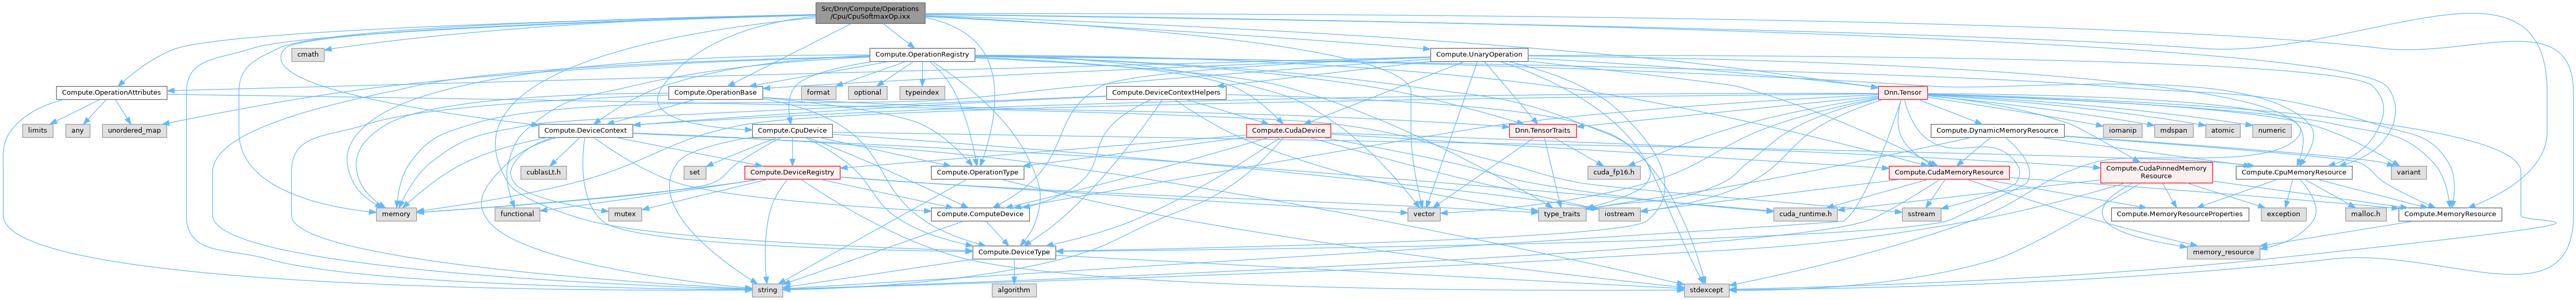 Src/Dnn/Compute/Operations
/Cpu/CpuSoftmaxOp.ixx
cmath
Compute.OperationRegistry
Compute.UnaryOperation
Compute.OperationAttributes
Compute.OperationBase
format
optional
typeindex
Compute.DeviceContextHelpers
Dnn.Tensor
limits
any
unordered_map
Compute.DeviceContext
Compute.CpuDevice
Compute.CudaDevice
Dnn.TensorTraits
Compute.DynamicMemoryResource
iomanip
mdspan
atomic
numeric
cublasLt.h
set
Compute.DeviceRegistry
Compute.OperationType
cuda_fp16.h
Compute.CudaMemoryResource
Compute.CudaPinnedMemory
Resource
Compute.CpuMemoryResource
variant
memory
functional
mutex
Compute.ComputeDevice
vector
type_traits
iostream
cuda_runtime.h
sstream
Compute.MemoryResourceProperties
exception
malloc.h
Compute.MemoryResource
Compute.DeviceType
memory_resource
string
algorithm
stdexcept